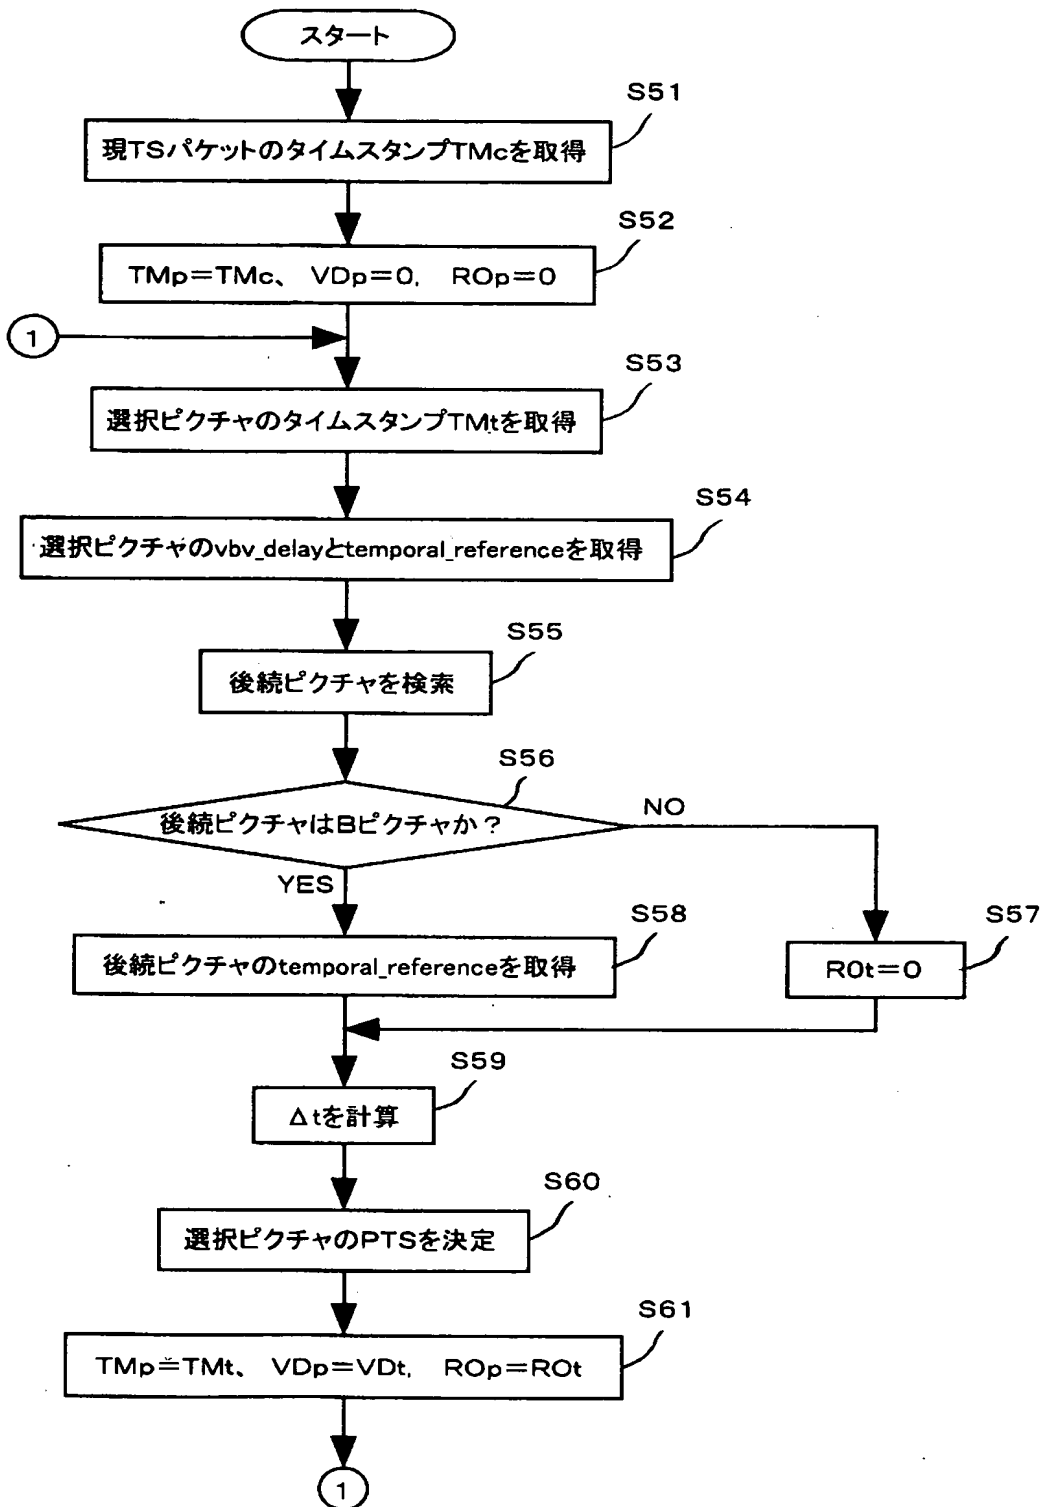 スタート
S51
現TSパケットのタイムスタンプTMcを取得
S52
TMp=TMc、 VDp=0, ROp=0
1
S53
選択ピクチャのタイムスタンプTMtを取得
S54
選択ピクチャのvbv_delayとtemporal_referenceを取得
S55
後続ピクチャを検索
S56
後続ピクチャはBピクチャか？
NO
YES
S58
後続ピクチャのtemporal_referenceを取得
S57
ROt=0
S59
Δtを計算
S60
選択ピクチャのPTSを決定
S61
TMp=TMt、 VDp=VDt, ROp=ROt
1